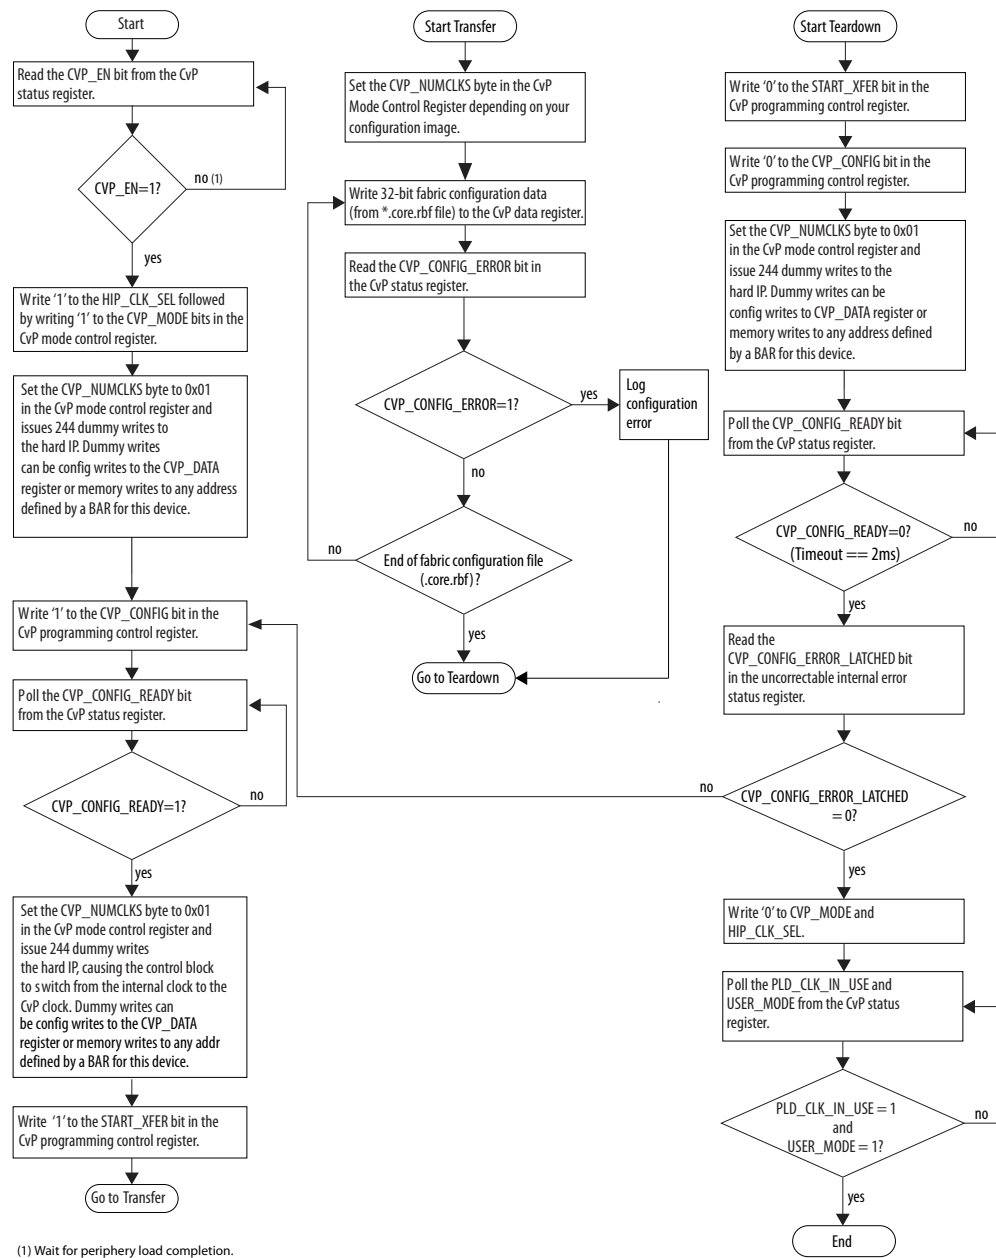 Start
Read the CVP_EN bit from the CvP
status register.
CVP_EN=1?
no (1)
yes
Write '1' to the HIP_CLK_SEL followed
by writing '1' to the CVP_MODE bits in the
CvP mode control register.
Set the CVP_NUMCLKS byte to 0x01
in the CvP mode control register and
issues 244 dummy writes to
the hard IP. Dummy writes
can be config writes to the CVP_DATA
register or memory writes to any address
defined by a BAR for this device.
Write '1' to the CVP_CONFIG bit in the
CvP programming control register.
Poll the CVP_CONFIG_READY bit
from the CvP status register.
CVP_CONFIG_READY=1?
no
yes
Set the CVP_NUMCLKS byte to 0x01
in the CvP mode control register and
issue 244 dummy writes
the hard IP, causing the control block
to switch from the internal clock to the
CvP clock. Dummy writes can
be config writes to the CVP_DATA
register or memory writes to any addr
defined by a BAR for this device.
Write '1' to the START_XFER bit in the
CvP programming control register.
Go to Transfer
(1) Wait for periphery load completion.
Start Transfer
Set the CVP_NUMCLKS byte in the CvP
Mode Control Register depending on your
configuration image.
Write 32-bit fabric configuration data
(from *.core.rbf file) to the CvP data register.
Read the CVP_CONFIG_ERROR bit in
the CvP status register.
CVP_CONFIG_ERROR=1?
yes
Log
configuration
error
no
End of fabric configuration file
(.core.rbf) ?
no
yes
Go to Teardown
Start Teardown
Write '0' to the START_XFER bit in the
CvP programming control register.
Write '0' to the CVP_CONFIG bit in the
CvP programming control register.
Set the CVP_NUMCLKS byte to 0x01
in the CvP mode control register and
issue 244 dummy writes to the
hard IP. Dummy writes can be
config writes to CVP_DATA register or
memory writes to any address defined
by a BAR for this device.
Poll the CVP_CONFIG_READY bit
from the CvP status register.
CVP_CONFIG_READY=0?
(Timeout == 2ms)
no
yes
Read the
CVP_CONFIG_ERROR_LATCHED bit
in the uncorrectable internal error
status register.
CVP_CONFIG_ERROR_LATCHED
= 0?
no
yes
Write '0' to CVP_MODE and
HIP_CLK_SEL.
Poll the PLD_CLK_IN_USE and
USER_MODE from the CvP status
register.
PLD_CLK_IN_USE = 1
and
USER_MODE = 1?
no
yes
End